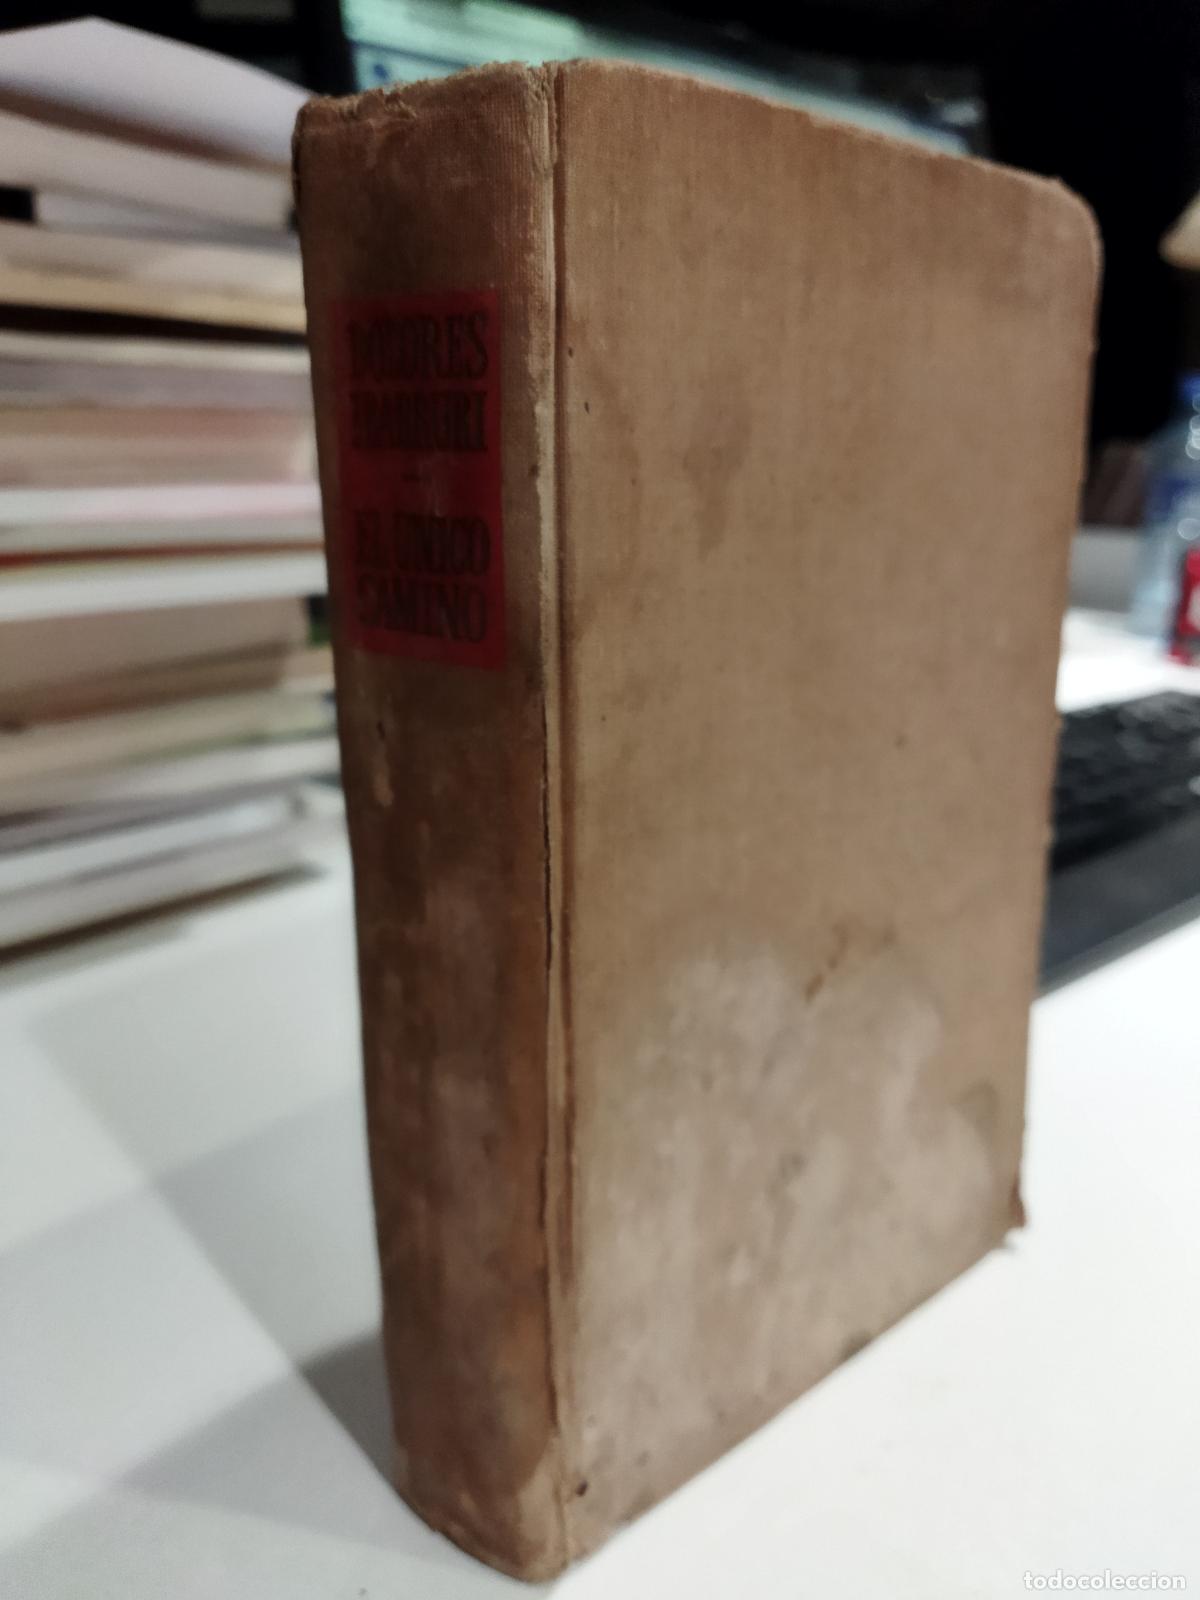 DOLORES
IBARRURI
—
EL UNICO
CAMINO
todocoleccion